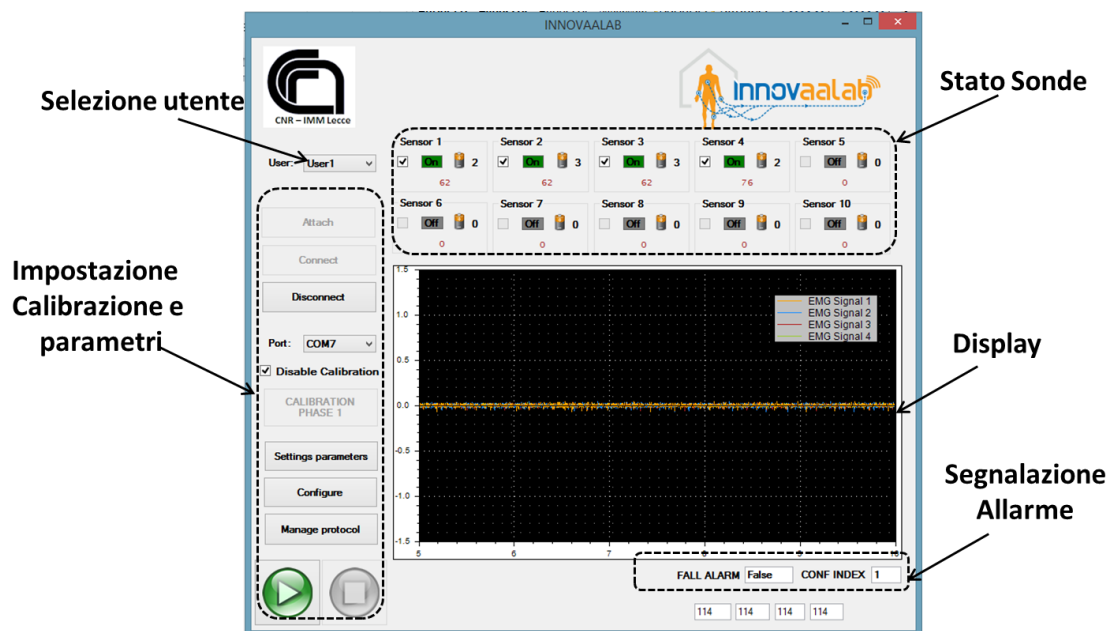 INNOVAALAB
CNR – IMM Lecce
innovaalab
Selezione utente
Stato Sonde
User: User1
Sensor 1
On 2
62
Sensor 2
On 3
62
Sensor 3
On 3
62
Sensor 4
On 2
76
Sensor 5
Off 0
0
Sensor 6
Off 0
0
Sensor 7
Off 0
0
Sensor 8
Off 0
0
Sensor 9
Off 0
0
Sensor 10
Off 0
0
Impostazione
Calibrazione e
parametri
Attach
Connect
Disconnect
Port: COM7
Disable Calibration
CALIBRATION
PHASE 1
Settings parameters
Configure
Manage protocol
1.5
1.0
0.5
0.0
-0.5
-1.0
-1.5
5 6 7 8 9 10
EMG Signal 1
EMG Signal 2
EMG Signal 3
EMG Signal 4
Display
Segnalazione
Allarme
FALL ALARM False CONF INDEX 1
114 114 114 114